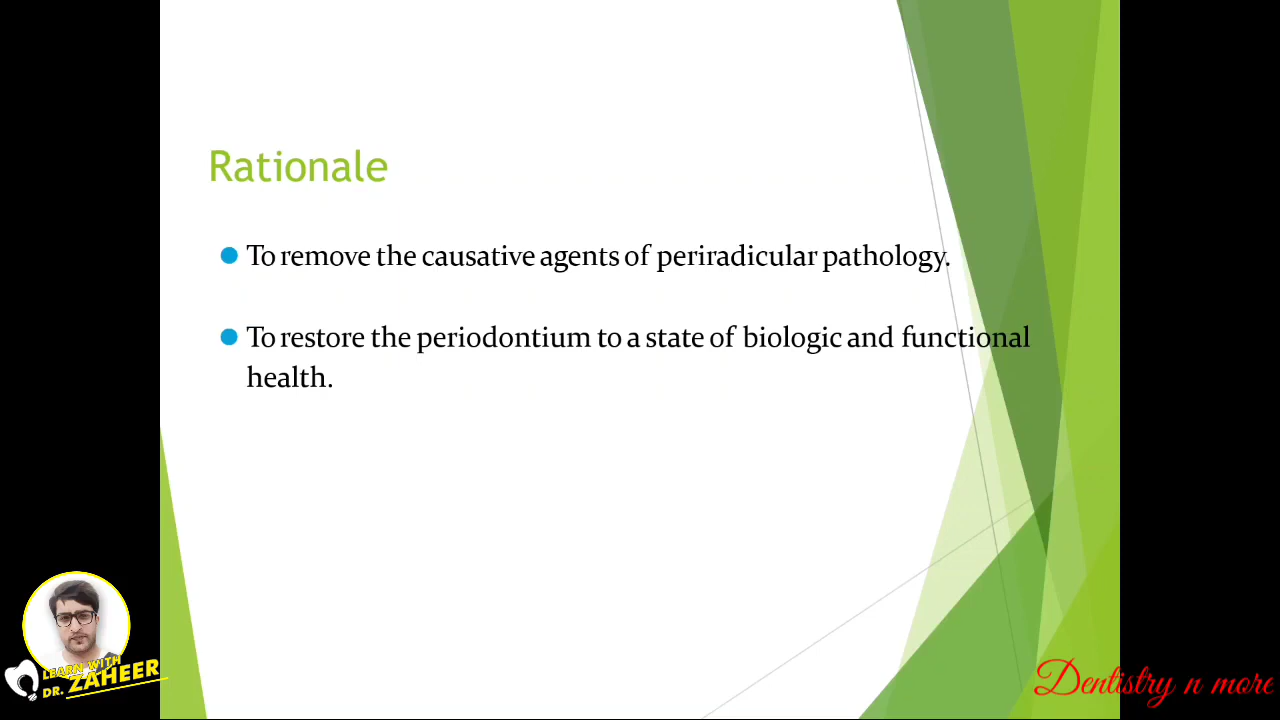 Rationale
To remove the causative agents of periradicular pathology.
To restore the periodontium to a state of biologic and functional
health.
LEARN WITH
DR. ZAHEER
Dentistry n more